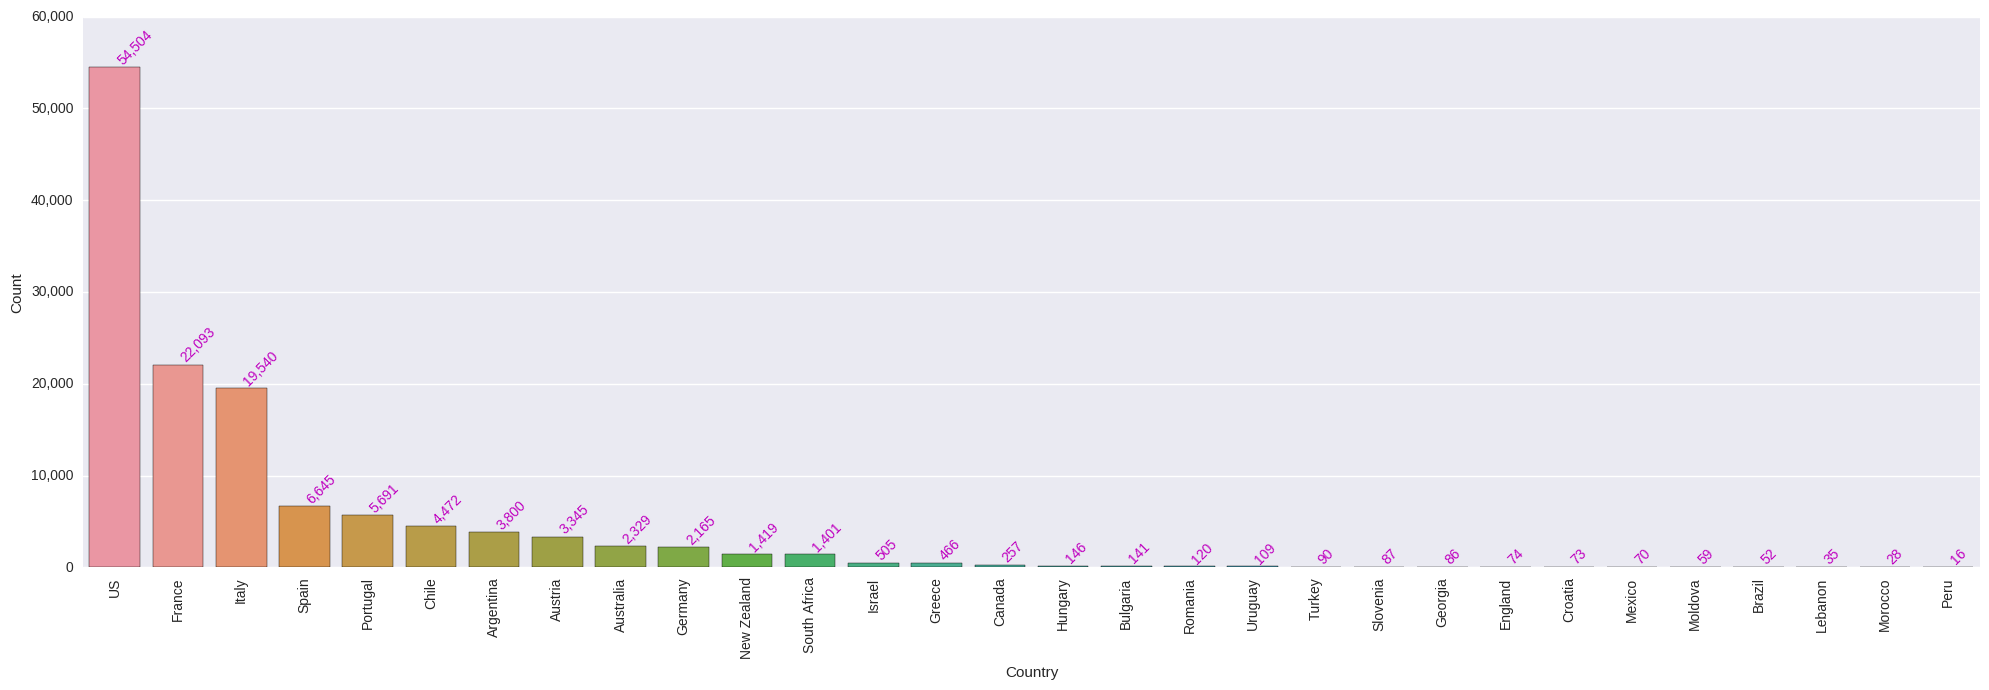 60,000
50,000
40,000
30,000
20,000
10,000
0
Count
54,504
22,093
19,540
6,645
5,691
4,472
3,800
3,345
2,329
2,165
1,419
1,401
505
466
257
146
141
120
109
90
87
86
74
73
70
59
52
35
28
16
US
France
Italy
Spain
Portugal
Chile
Argentina
Austria
Australia
Germany
New Zealand
South Africa
Israel
Greece
Canada
Hungary
Bulgaria
Romania
Uruguay
Turkey
Slovenia
Georgia
England
Croatia
Mexico
Moldova
Brazil
Lebanon
Morocco
Peru
Country